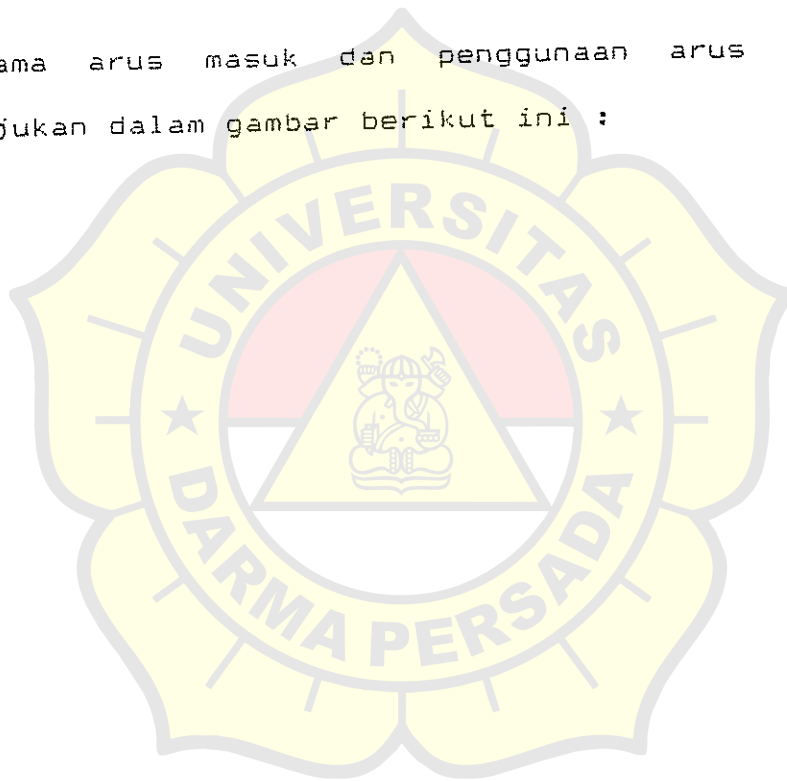 ama arus masuk dan penggunaan arus
jukan dalam gambar berikut ini :
UNIVERSITAS
DARMA PERSADA